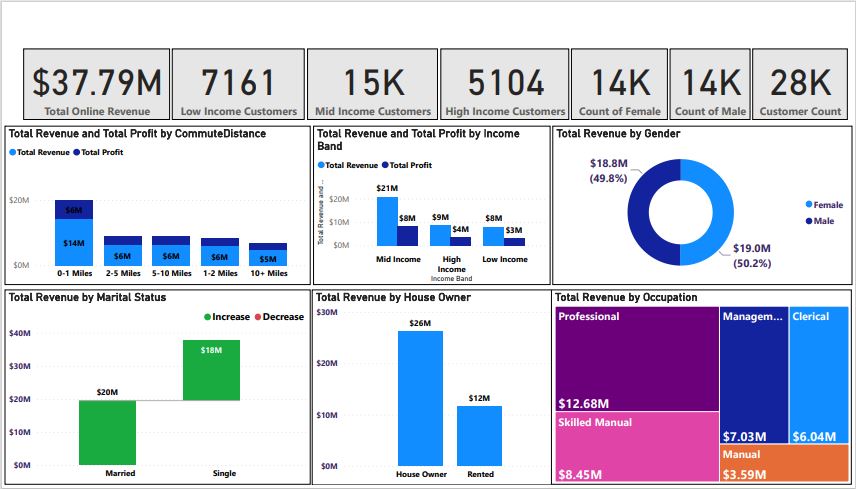 $37.79M
Total Online Revenue
7161
Low Income Customers
15K
Mid Income Customers
5104
High Income Customers
14K
Count of Female
14K
Count of Male
28K
Customer Count
Total Revenue and Total Profit by CommuteDistance
Total Revenue Total Profit
$20M
$0M
$6M
$14M
$6M
$6M
$6M
$5M
0-1 Miles 2-5 Miles 5-10 Miles 1-2 Miles 10+ Miles
Total Revenue and Total Profit by Income
Band
Total Revenue Total Profit
Total Revenue and...
$20M
$10M
$0M
$21M
$8M
$9M
$4M
$8M
$3M
Mid Income High Income Low Income
Income Band
Total Revenue by Gender
$18.8M
(49.8%)
$19.0M
(50.2%)
Female
Male
Total Revenue by Marital Status
Increase Decrease
$40M
$30M
$20M
$10M
$0M
$20M
$18M
Married Single
Total Revenue by House Owner
$30M
$20M
$10M
$0M
$26M
$12M
House Owner Rented
Total Revenue by Occupation
Professional
$12.68M
Skilled Manual
$8.45M
Managem...
$7.03M
Clerical
$6.04M
Manual
$3.59M